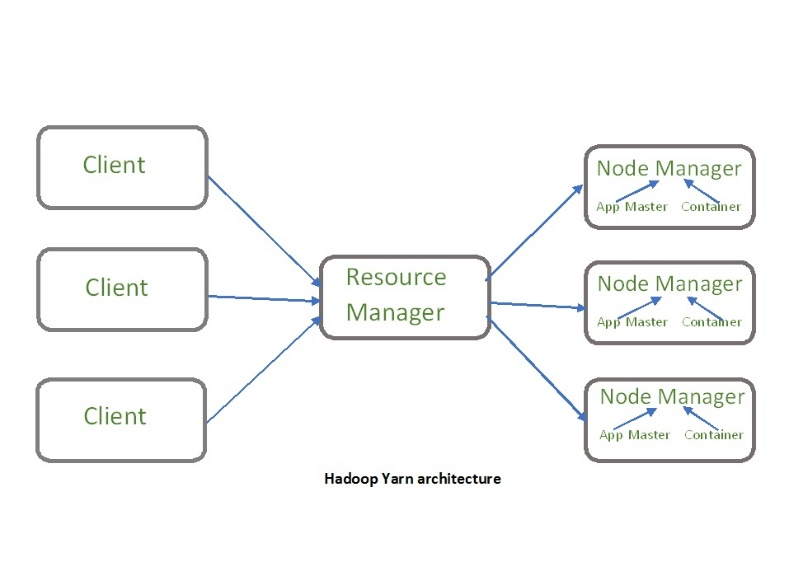 Client
Client
Client
Resource
Manager
Node Manager
App Master Container
Node Manager
App Master Container
Node Manager
App Master Container
Hadoop Yarn architecture